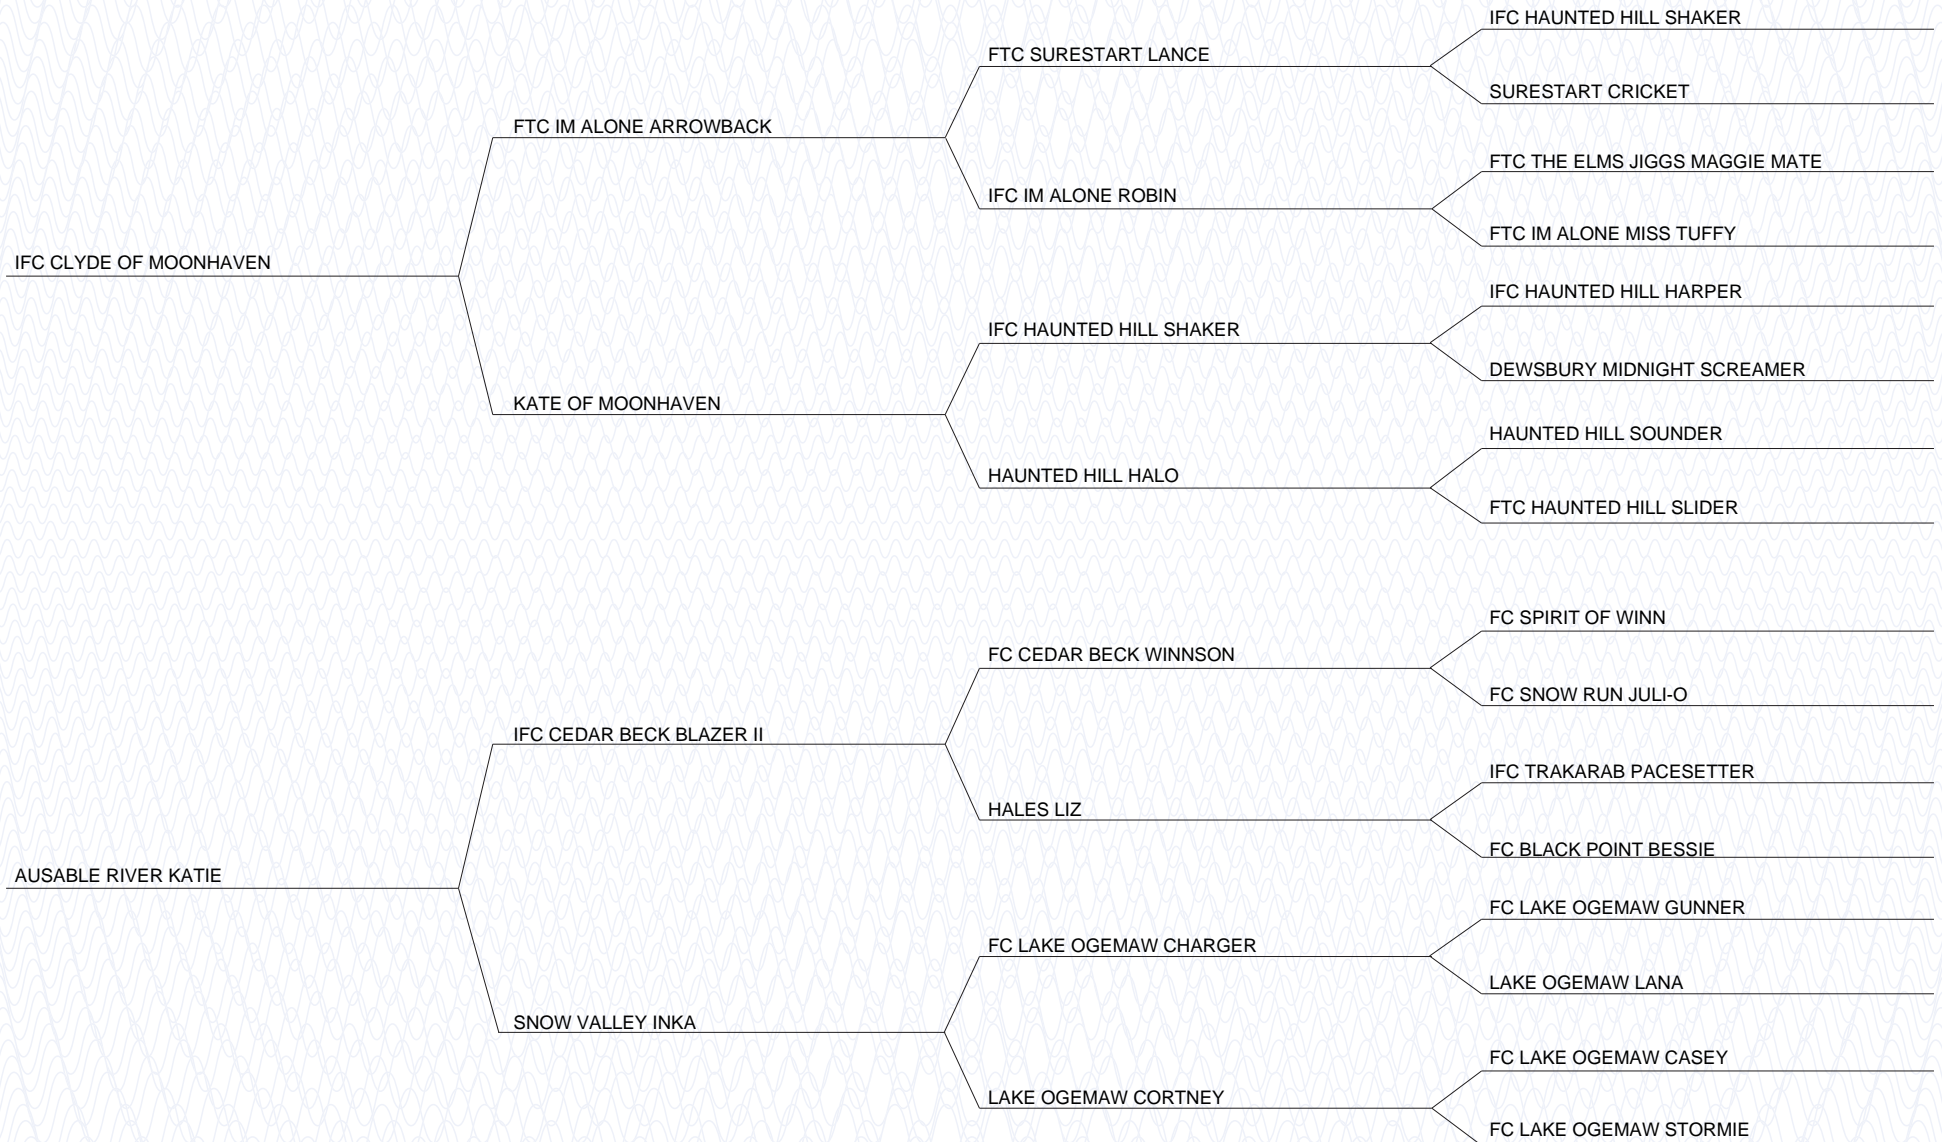 IFC HAUNTED HILL SHAKER
FTC SURESTART LANCE
SURESTART CRICKET
FTC IM ALONE ARROWBACK
FTC THE ELMS JIGGS MAGGIE MATE
IFC IM ALONE ROBIN
FTC IM ALONE MISS TUFFY
IFC CLYDE OF MOONHAVEN
IFC HAUNTED HILL HARPER
IFC HAUNTED HILL SHAKER
DEWSBURY MIDNIGHT SCREAMER
KATE OF MOONHAVEN
HAUNTED HILL SOUNDER
HAUNTED HILL HALO
FTC HAUNTED HILL SLIDER
FC SPIRIT OF WINN
FC CEDAR BECK WINNSON
FC SNOW RUN JULI-O
IFC CEDAR BECK BLAZER II
IFC TRAKARAB PACESETTER
HALES LIZ
FC BLACK POINT BESSIE
AUSABLE RIVER KATIE
FC LAKE OGEMAW GUNNER
FC LAKE OGEMAW CHARGER
LAKE OGEMAW LANA
SNOW VALLEY INKA
FC LAKE OGEMAW CASEY
LAKE OGEMAW CORTNEY
FC LAKE OGEMAW STORMIE